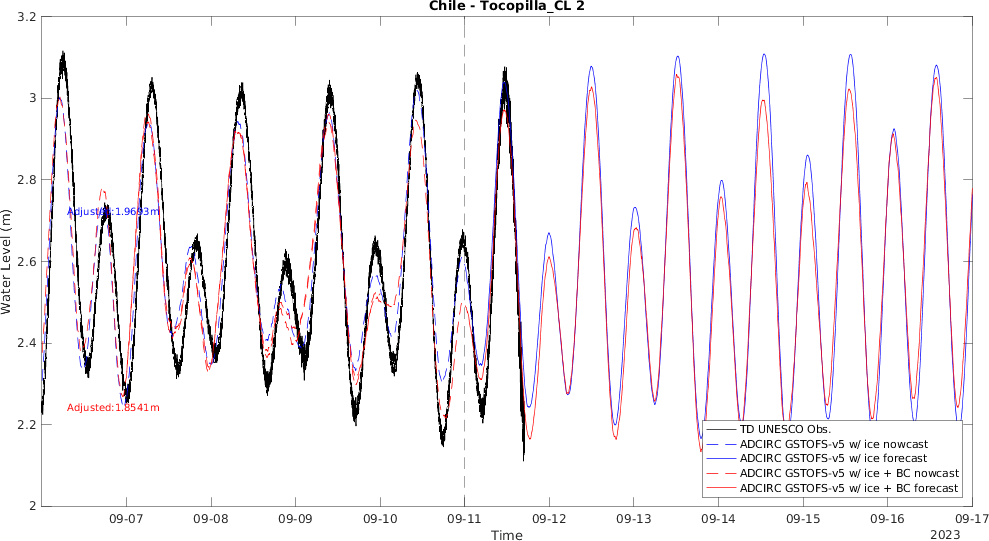 Chile - Tocopilla_CL 2
3.2
3
2.8
2.6
2.4
2.2
2
Water Level (m)
Adjusted:1.9693m
Adjusted:1.8541m
TD UNESCO Obs.
ADCIRC GSTOFS-v5 w/ ice nowcast
ADCIRC GSTOFS-v5 w/ ice forecast
ADCIRC GSTOFS-v5 w/ ice + BC nowcast
ADCIRC GSTOFS-v5 w/ ice + BC forecast
09-07 09-08 09-09 09-10 09-11 09-12 09-13 09-14 09-15 09-16 09-17
Time
2023